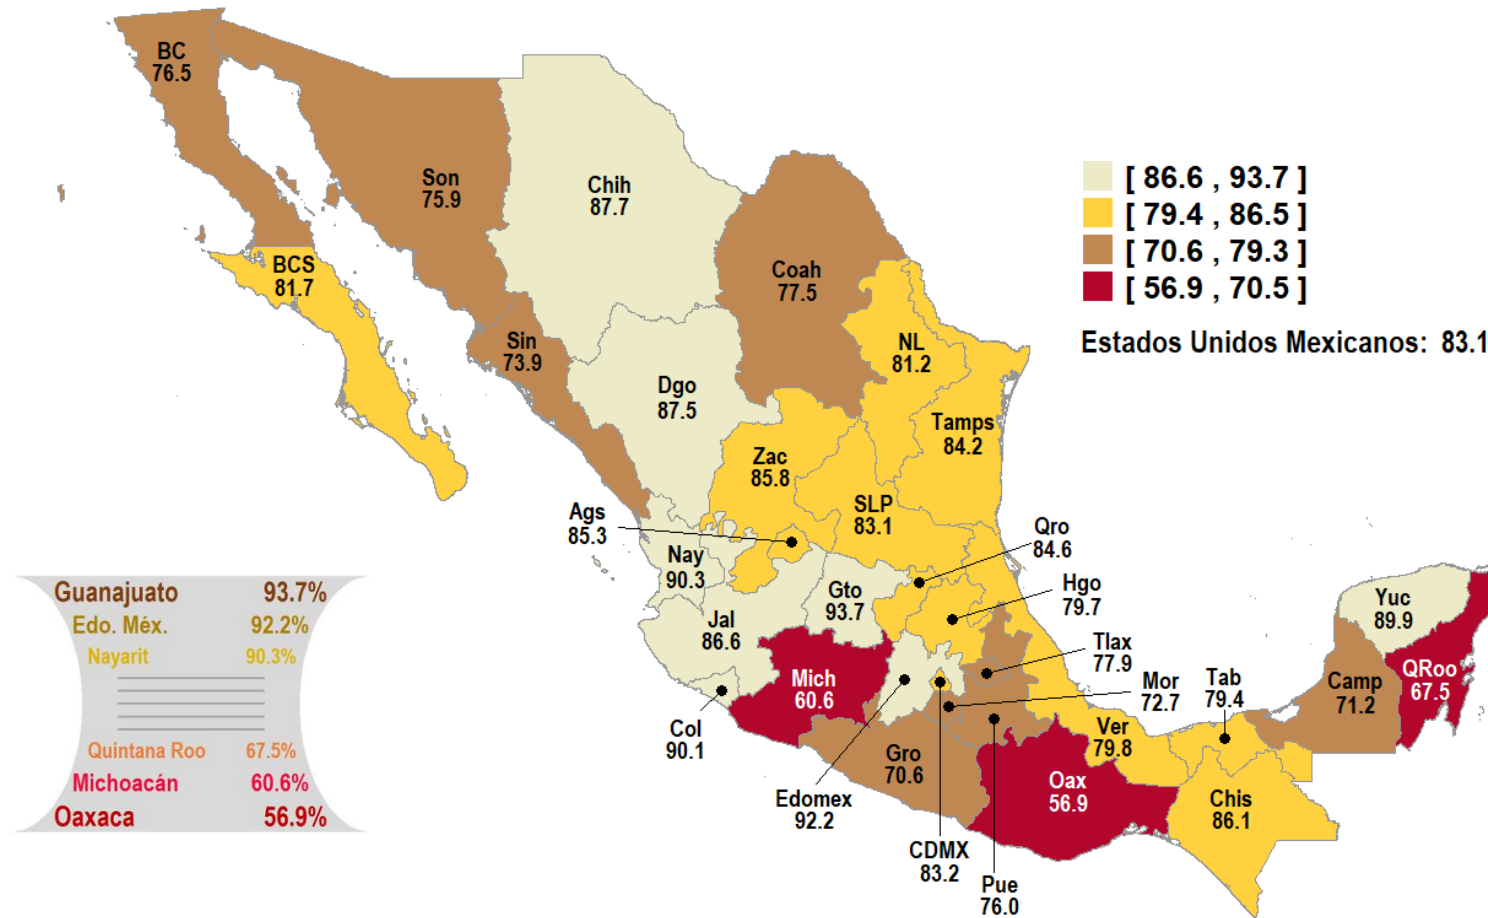 BC
76.5
Son
75.9
Chih
87.7
[ 86.6 , 93.7 ]
[ 79.4 , 86.5 ]
[ 70.6 , 79.3 ]
[ 56.9 , 70.5 ]
Estados Unidos Mexicanos: 83.1
BCS
81.7
Coah
77.5
Sin
73.9
NL
81.2
Dgo
87.5
Tamps
84.2
Zac
85.8
SLP
83.1
Ags
85.3
Qro
84.6
Nay
90.3
Gto
93.7
Hgo
79.7
Yuc
89.9
Jal
86.6
Tlax
77.9
Mich
60.6
Mor
72.7
Tab
79.4
Camp
71.2
QRoo
67.5
Col
90.1
Gro
70.6
Ver
79.8
Edomex
92.2
Oax
56.9
Chis
86.1
CDMX
83.2
Pue
76.0
Guanajuato 93.7%
Edo. Méx. 92.2%
Nayarit 90.3%
Quintana Roo 67.5%
Michoacán 60.6%
Oaxaca 56.9%